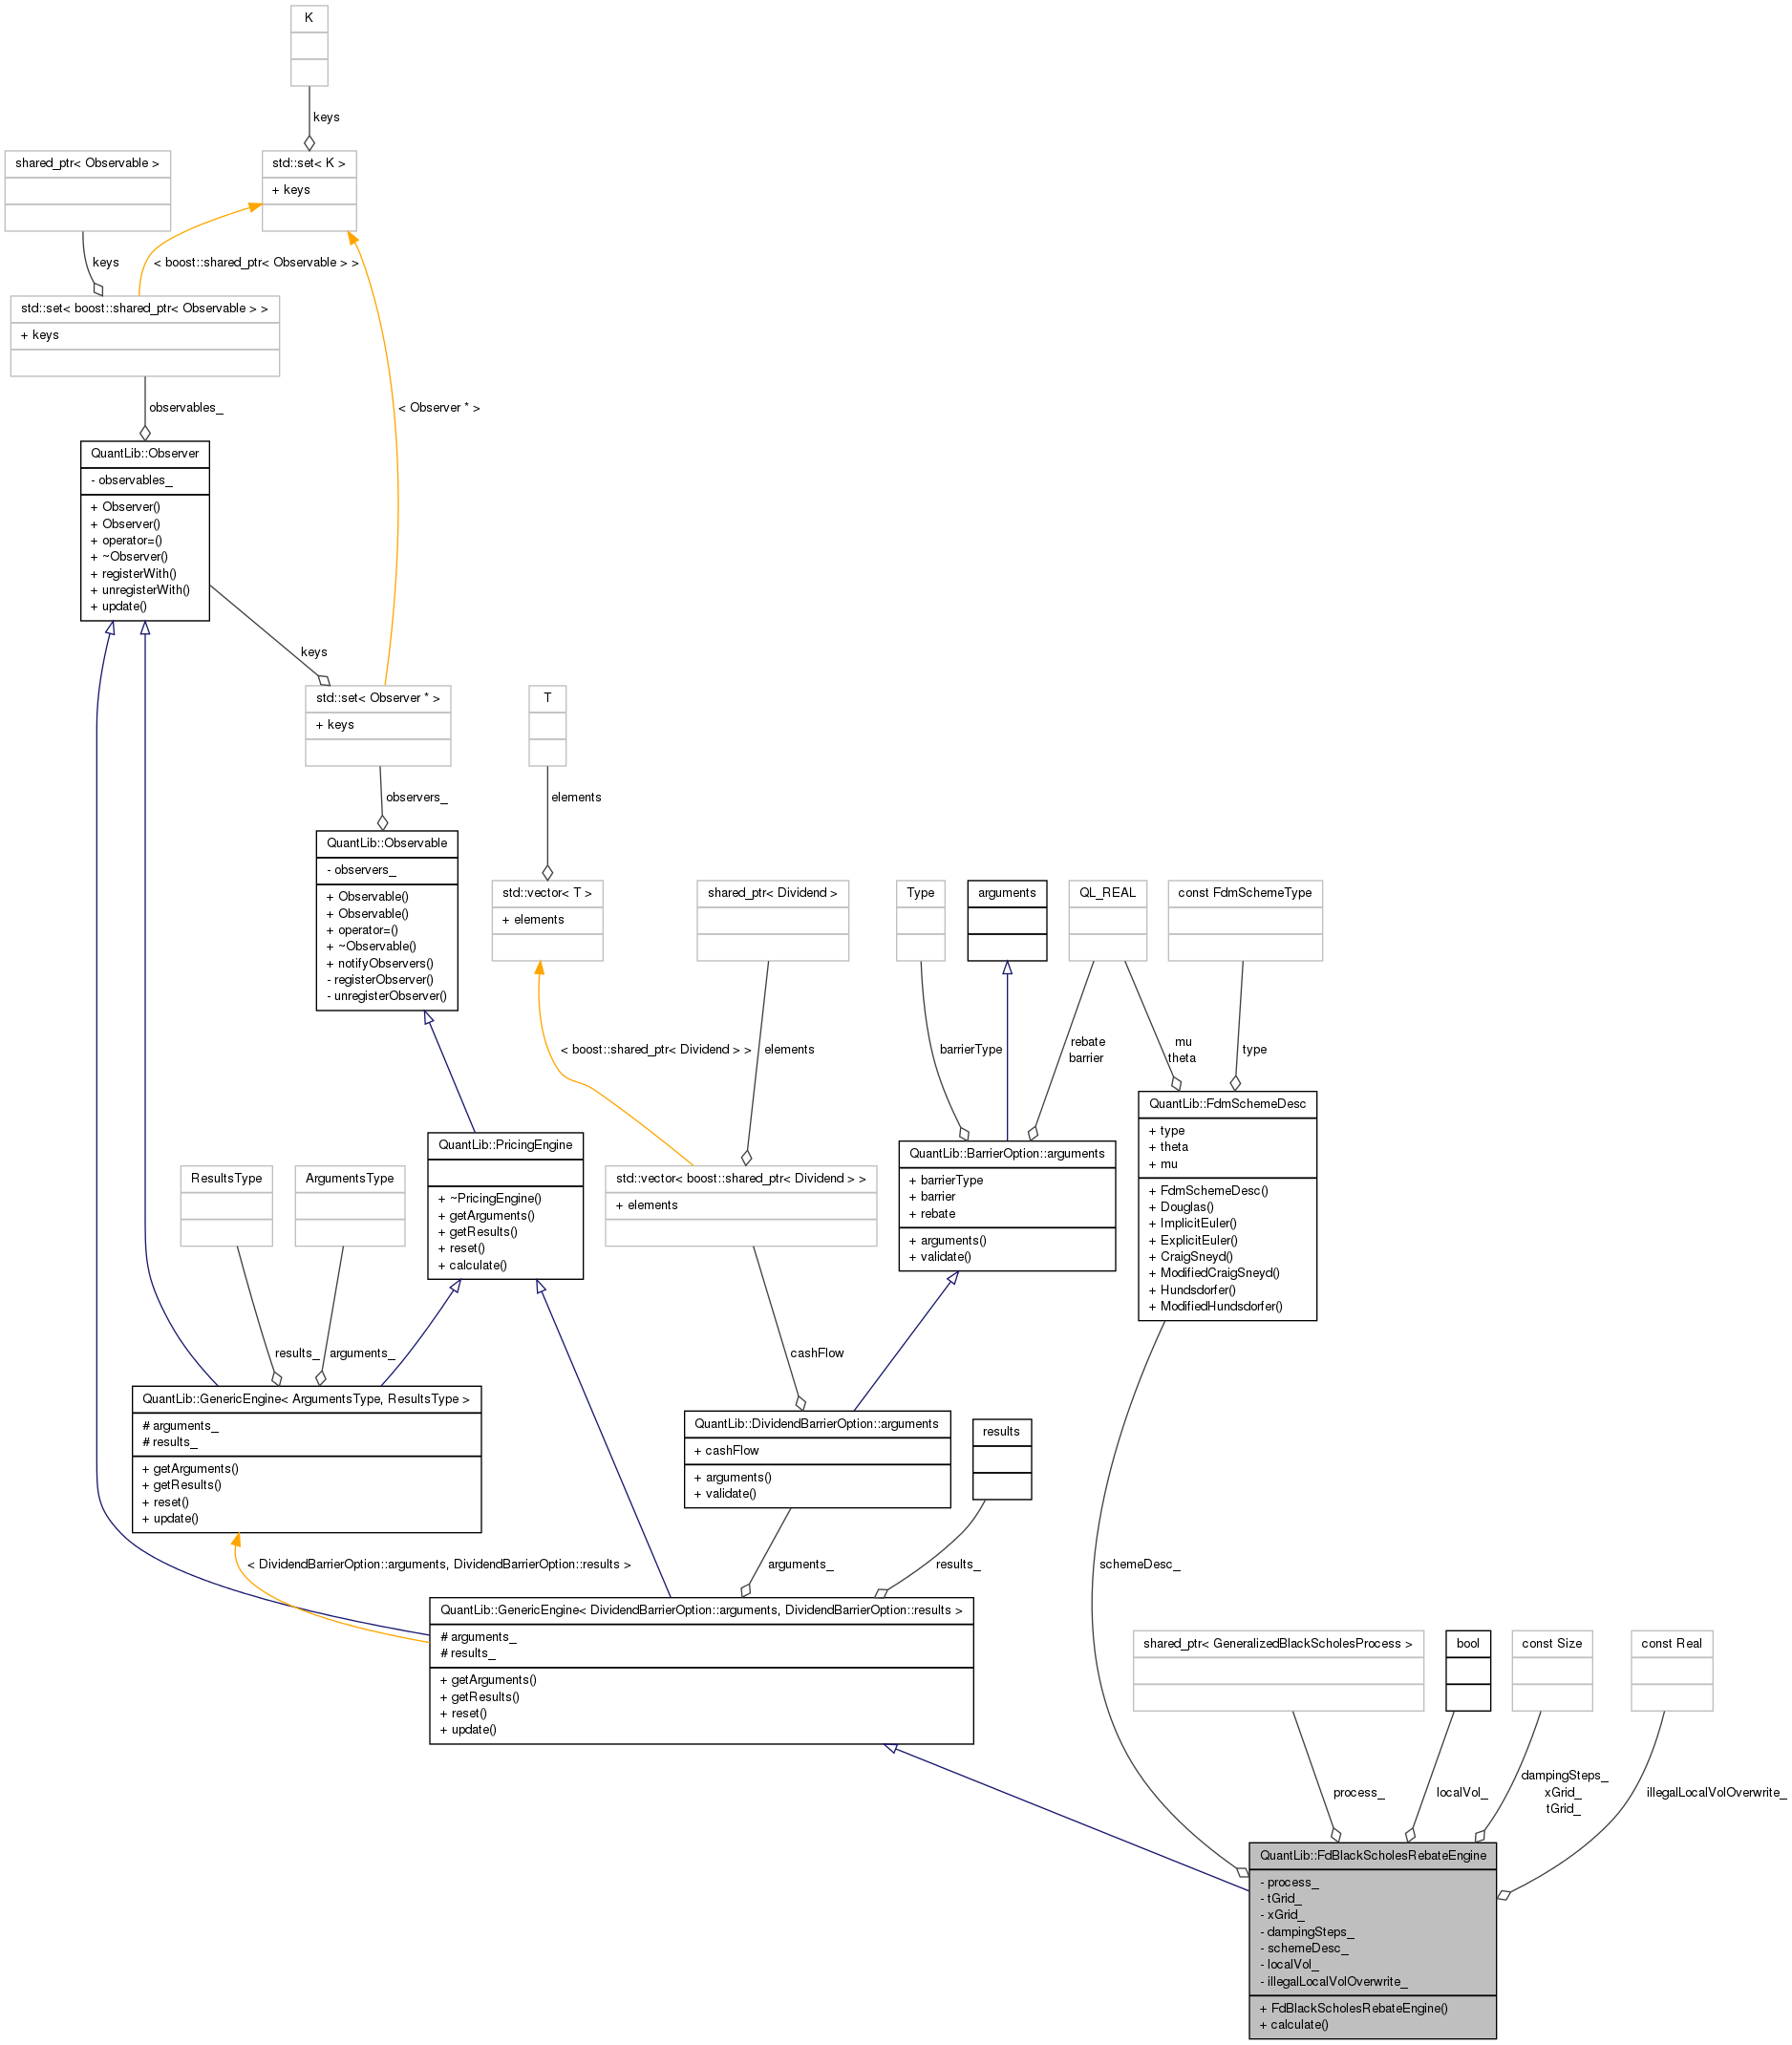 K
keys
shared_ptr< Observable >
std::set< K >
+ keys
keys
< boost::shared_ptr< Observable > >
std::set< boost::shared_ptr< Observable > >
+ keys
observables_
< Observer * >
QuantLib::Observer
- observables_
+ Observer()
+ Observer()
+ operator=()
+ ~Observer()
+ registerWith()
+ unregisterWith()
+ update()
keys
std::set< Observer * >
+ keys
T
observers_
elements
QuantLib::Observable
- observers_
+ Observable()
+ Observable()
+ operator=()
+ ~Observable()
+ notifyObservers()
- registerObserver()
- unregisterObserver()
std::vector< T >
+ elements
shared_ptr< Dividend >
Type
arguments
QL_REAL
const FdmSchemeType
< boost::shared_ptr< Dividend > >
elements
barrierType
rebate
barrier
mu
theta
type
QuantLib::PricingEngine
+ ~PricingEngine()
+ getArguments()
+ getResults()
+ reset()
+ calculate()
ResultsType
ArgumentsType
std::vector< boost::shared_ptr< Dividend > >
+ elements
QuantLib::BarrierOption::arguments
+ barrierType
+ barrier
+ rebate
+ arguments()
+ validate()
QuantLib::FdmSchemeDesc
+ type
+ theta
+ mu
+ FdmSchemeDesc()
+ Douglas()
+ ImplicitEuler()
+ ExplicitEuler()
+ CraigSneyd()
+ ModifiedCraigSneyd()
+ Hundsdorfer()
+ ModifiedHundsdorfer()
results_
arguments_
cashFlow
QuantLib::GenericEngine< ArgumentsType, ResultsType >
# arguments_
# results_
+ getArguments()
+ getResults()
+ reset()
+ update()
QuantLib::DividendBarrierOption::arguments
+ cashFlow
+ arguments()
+ validate()
results
< DividendBarrierOption::arguments, DividendBarrierOption::results >
arguments_
results_
schemeDesc_
QuantLib::GenericEngine< DividendBarrierOption::arguments, DividendBarrierOption::results >
# arguments_
# results_
+ getArguments()
+ getResults()
+ reset()
+ update()
shared_ptr< GeneralizedBlackScholesProcess >
bool
const Size
const Real
process_
localVol_
dampingSteps_
xGrid_
tGrid_
illegalLocalVolOverwrite_
QuantLib::FdBlackScholesRebateEngine
- process_
- tGrid_
- xGrid_
- dampingSteps_
- schemeDesc_
- localVol_
- illegalLocalVolOverwrite_
+ FdBlackScholesRebateEngine()
+ calculate()